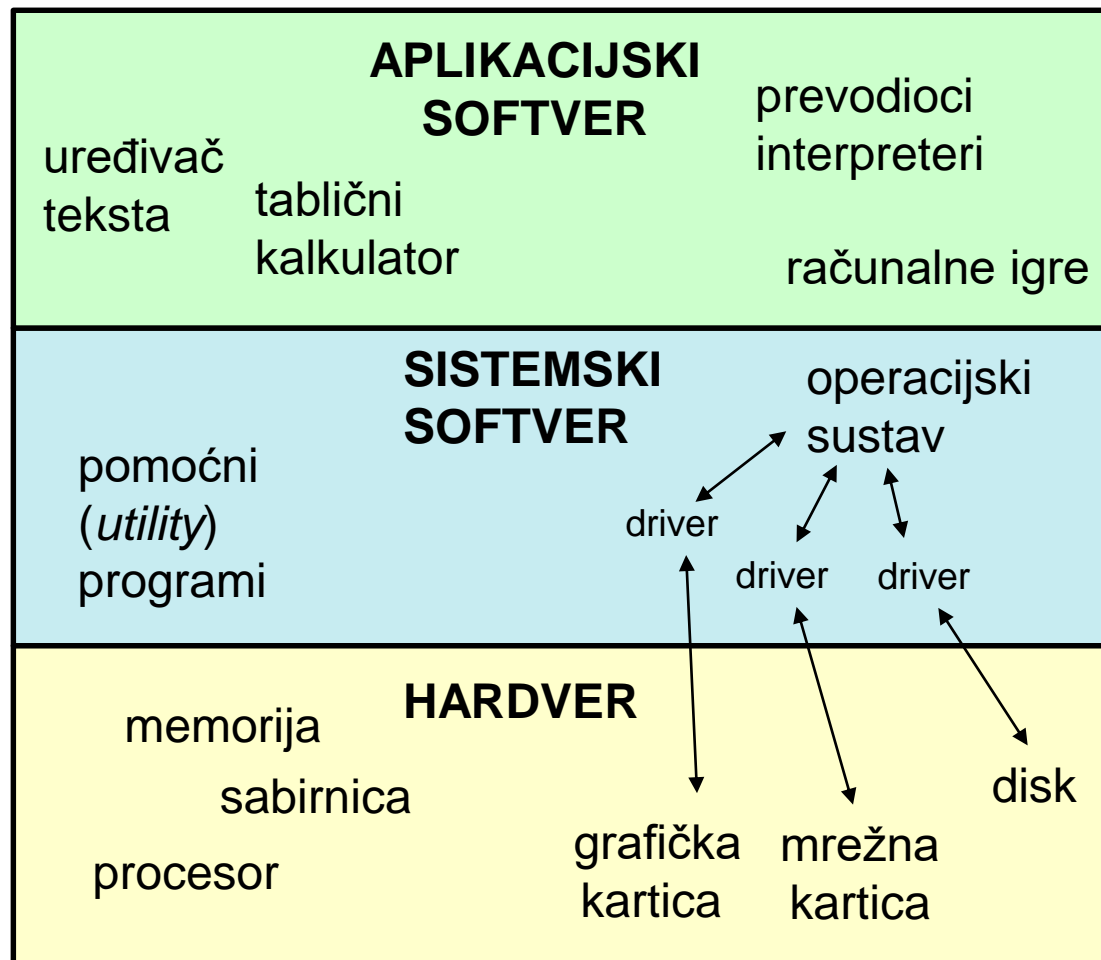 APLIKACIJSKI
SOFTVER
prevodioci
interpreteri
uređivač
teksta
tablični
kalkulator
računalne igre
SISTEMSKI
SOFTVER
operacijski
sustav
pomoćni
(utility)
programi
driver
driver
driver
HARDVER
memorija
sabirnica
procesor
grafička
kartica
mrežna
kartica
disk